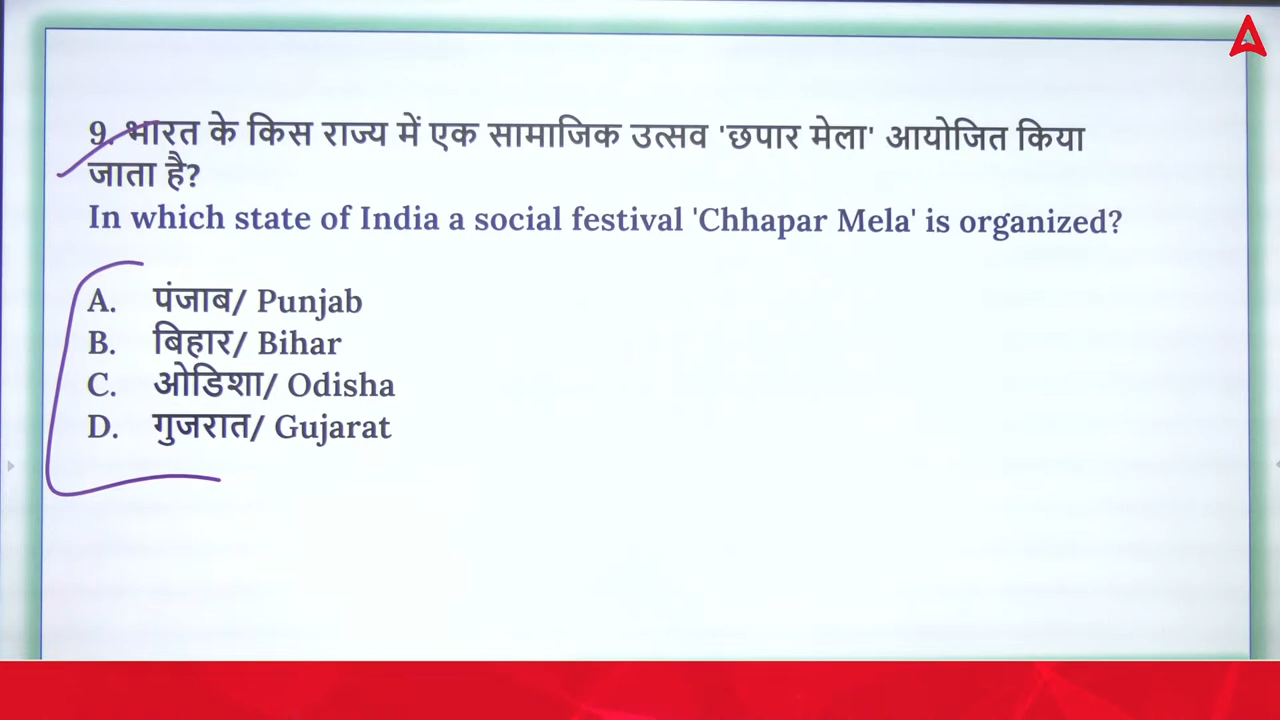 9. भारत के किस राज्य में एक सामाजिक उत्सव 'छपार मेला' आयोजित किया
जाता है?
In which state of India a social festival 'Chhapar Mela' is organized?
A. पंजाब/ Punjab
B. बिहार/ Bihar
C. ओडिशा/ Odisha
D. गुजरात/ Gujarat